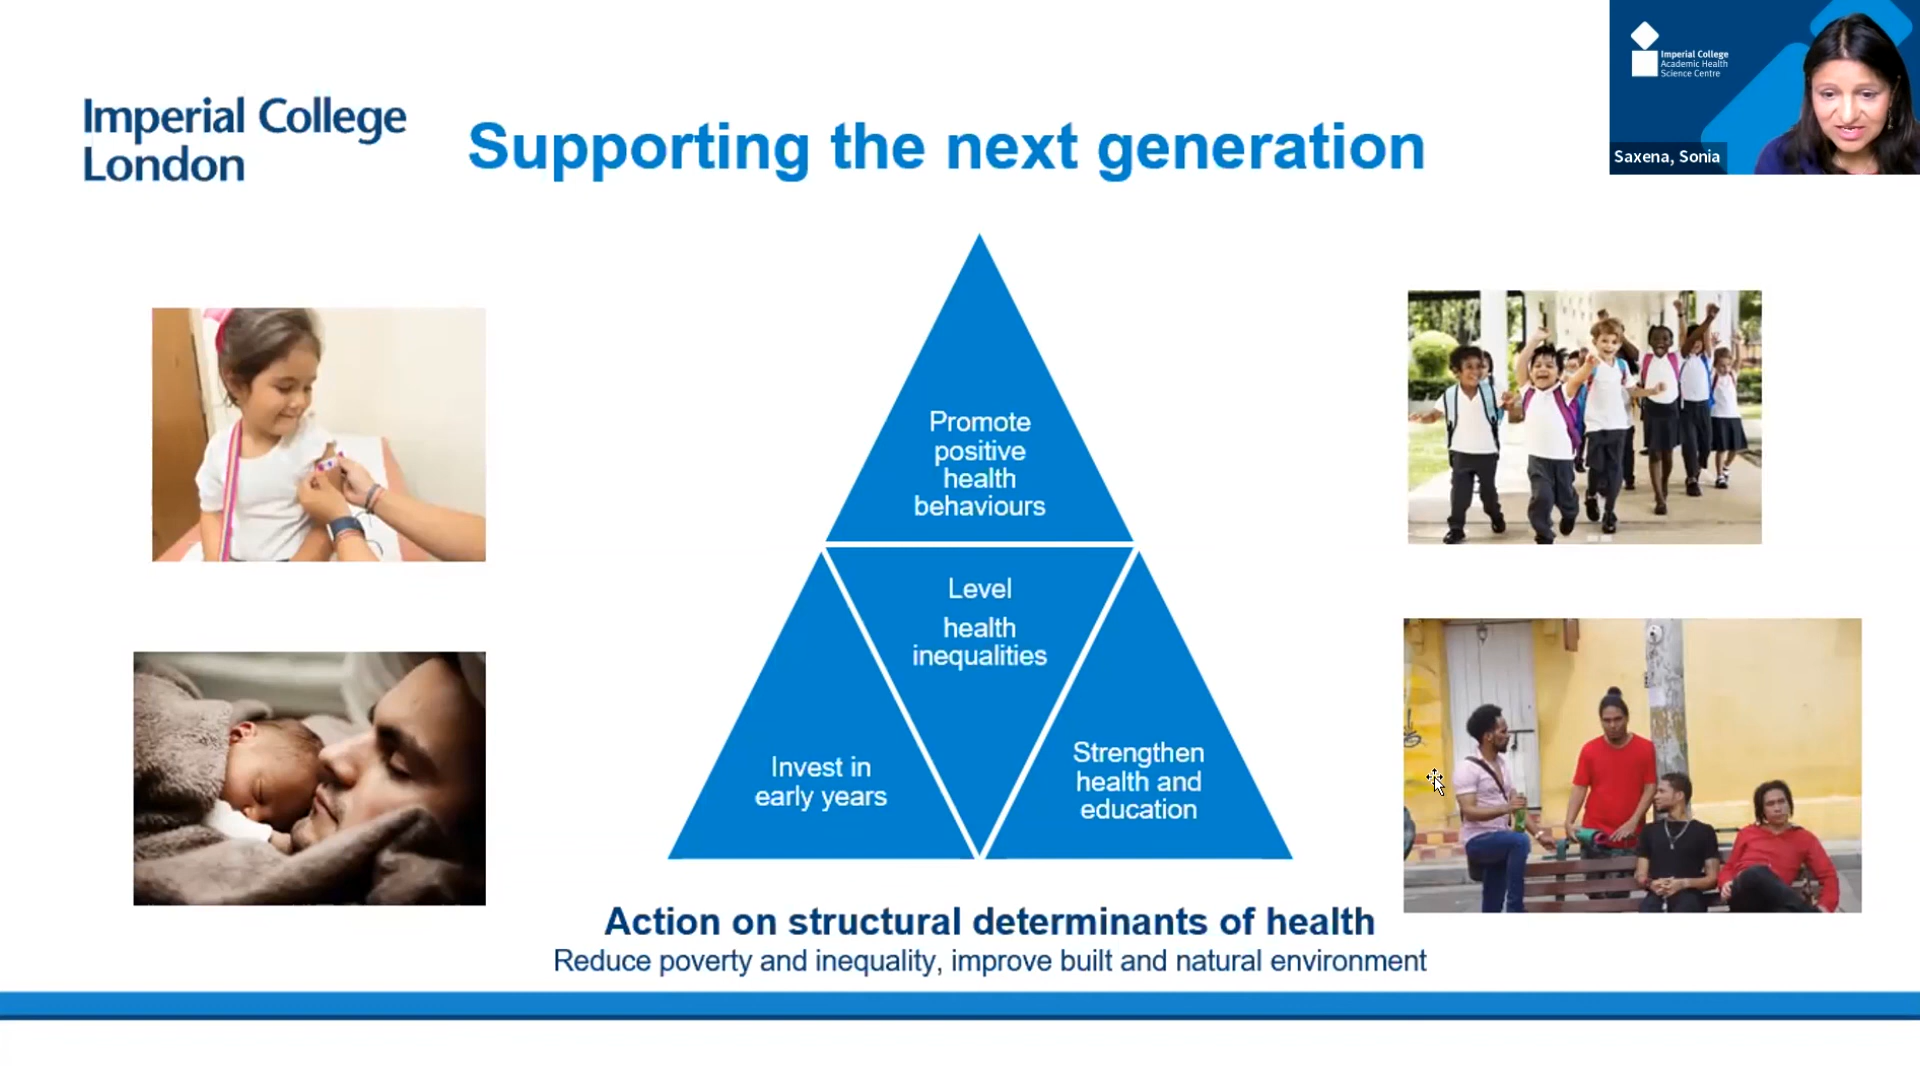 Imperial College
London
Supporting the next generation
Imperial College
Academic Health
Science Centre
Saxena, Sonia
Promote
positive
health
behaviours
Level
health
inequalities
Invest in
early years
Strengthen
health and
education
Action on structural determinants of health
Reduce poverty and inequality, improve built and natural environment